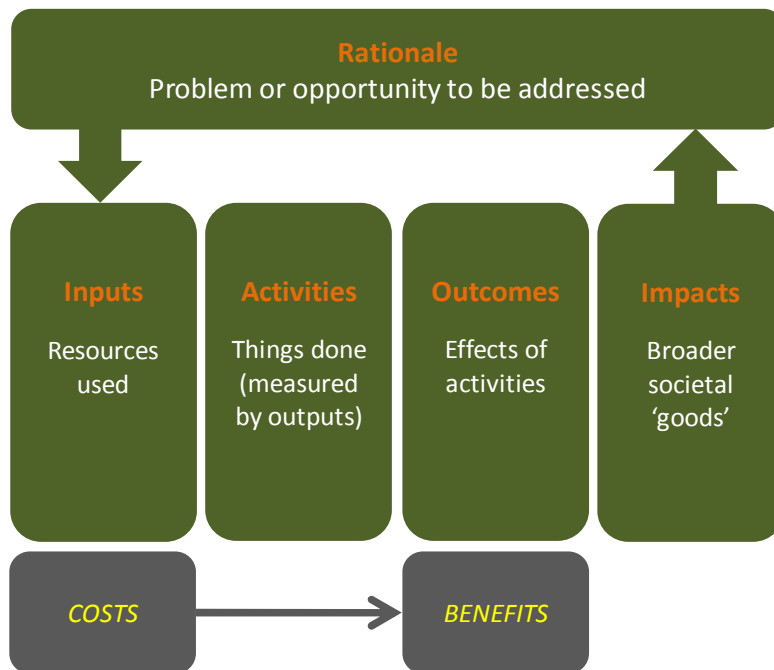 Rationale
Problem or opportunity to be addressed
Inputs
Resources
used
Activities
Things done
(measured
by outputs)
Outcomes
Effects of
activities
Impacts
Broader
societal
‘goods’
COSTS
BENEFITS